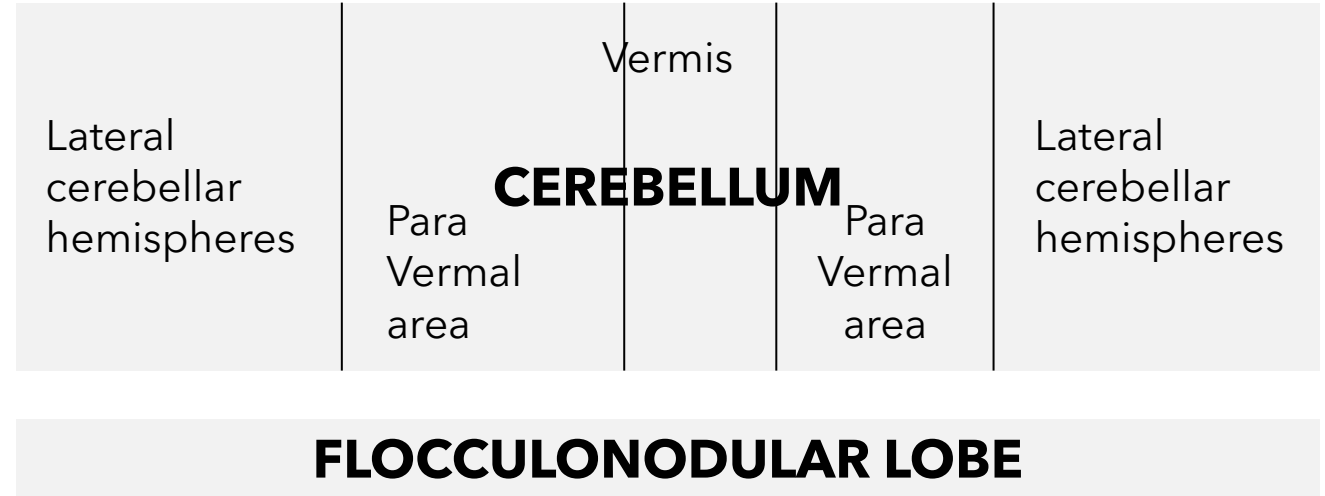 Vermis
Lateral
cerebellar
hemispheres
CEREBELLUM
Para
Vermal
area
Para
Vermal
area
Lateral
cerebellar
hemispheres
FLOCCULONODULAR LOBE